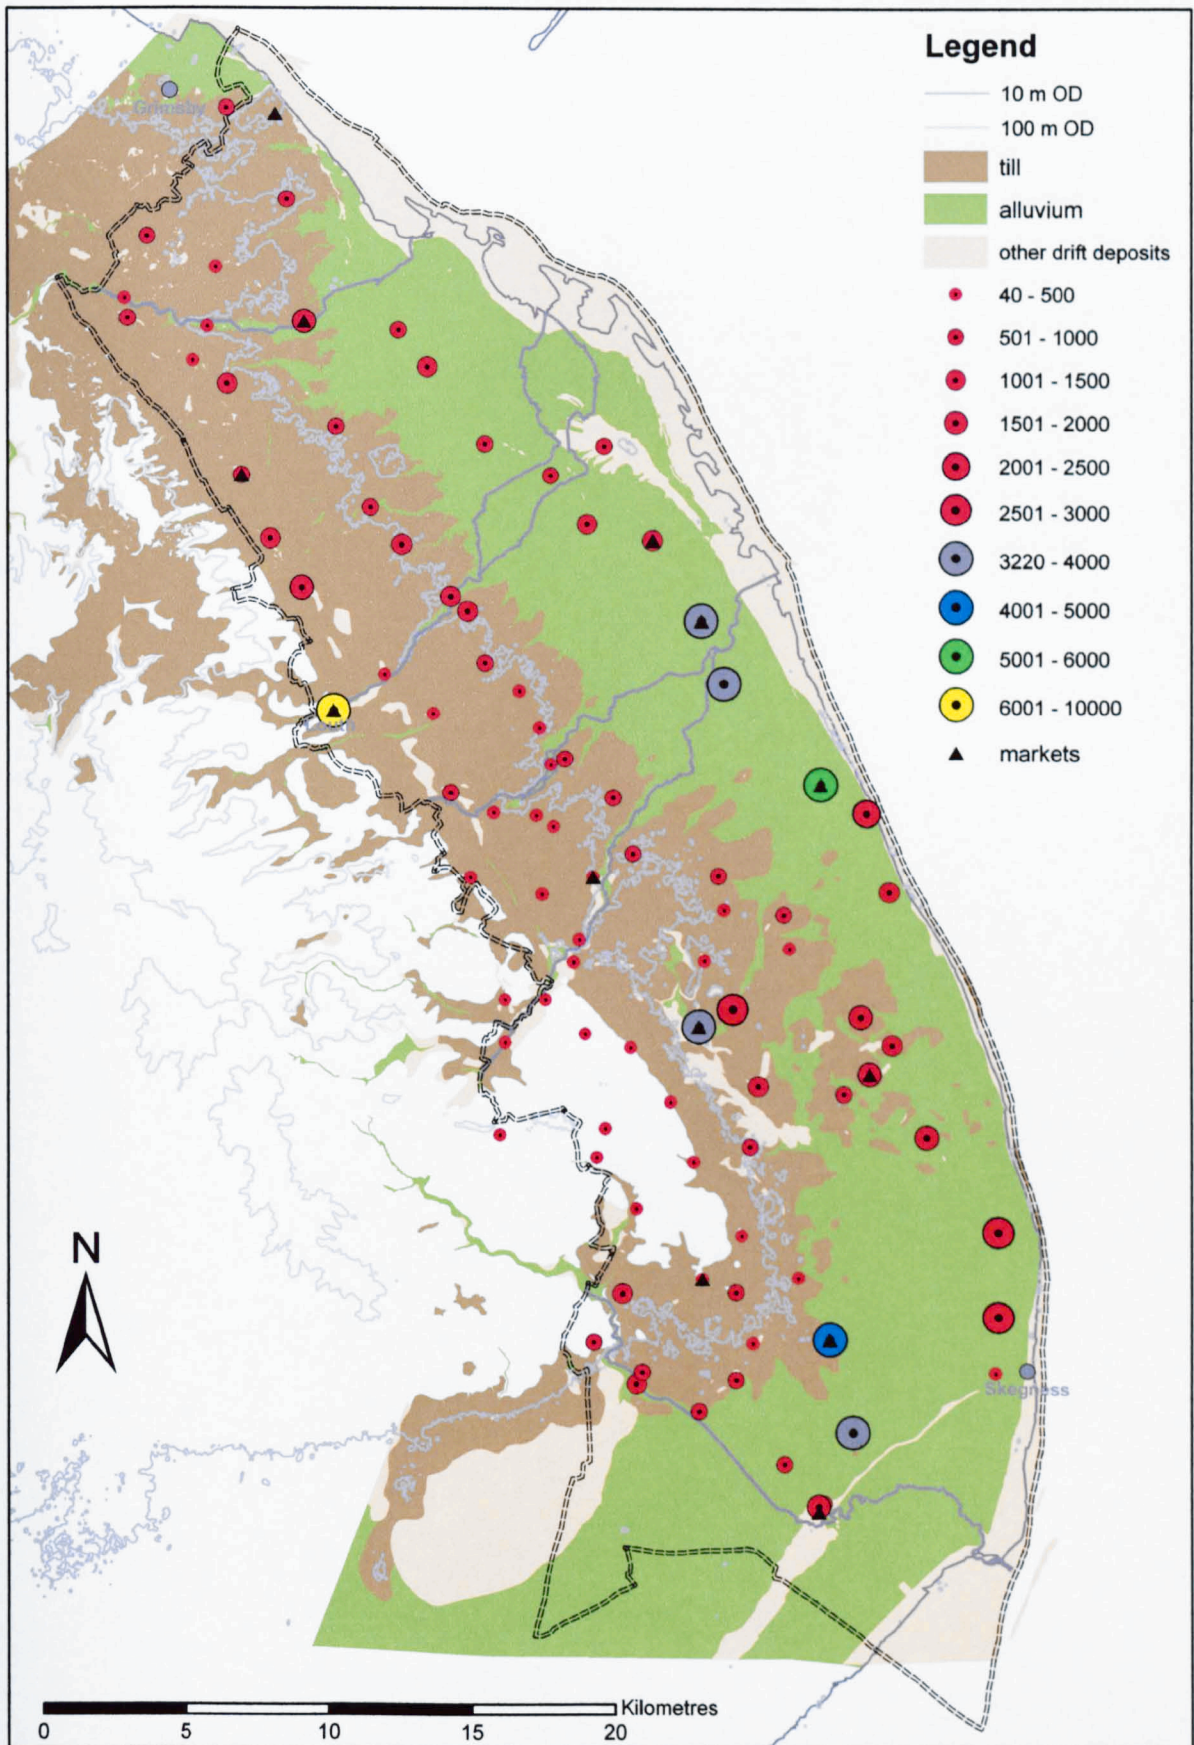 Legend
10 m OD
100 m OD
till
alluvium
other drift deposits
40 - 500
501 - 1000
1001 - 1500
1501 - 2000
2001 - 2500
2501 - 3000
3220 - 4000
4001 - 5000
5001 - 6000
6001 - 10000
markets
Grimsby
N
Skegness
Kilometres
0 5 10 15 20